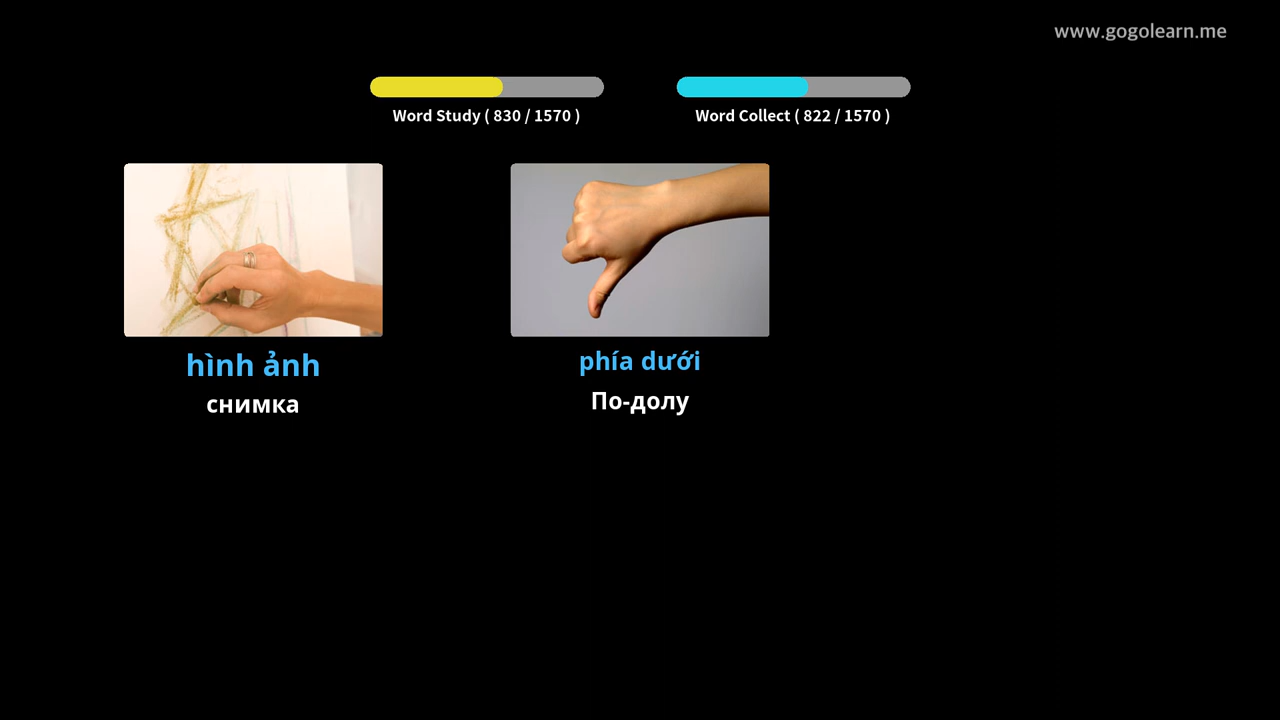 www.gogolearn.me
Word Study ( 830 / 1570 )
Word Collect ( 822 / 1570 )
hình ảnh
снимка
phía dưới
По-долу